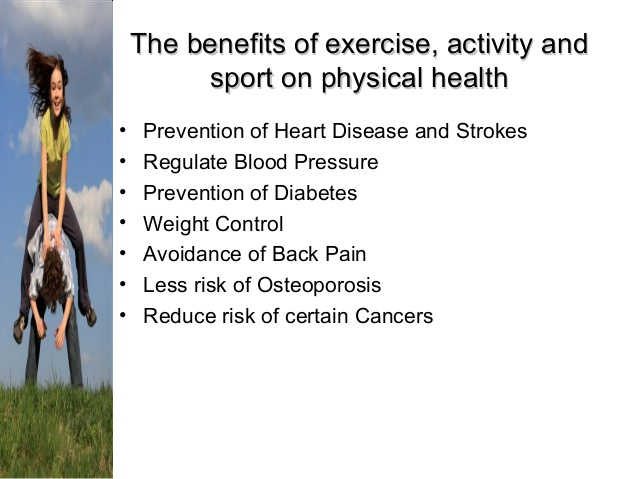 The benefits of exercise, activity and
sport on physical health
• Prevention of Heart Disease and Strokes
• Regulate Blood Pressure
• Prevention of Diabetes
• Weight Control
• Avoidance of Back Pain
• Less risk of Osteoporosis
• Reduce risk of certain Cancers